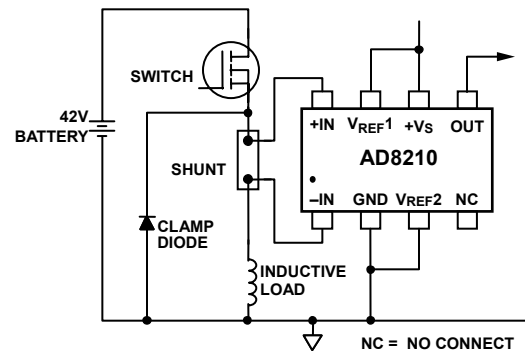 SWITCH
42V
BATTERY
+IN VREF1 +VS OUT
SHUNT
AD8210
–IN GND VREF2 NC
CLAMP
DIODE
INDUCTIVE
LOAD
NC = NO CONNECT